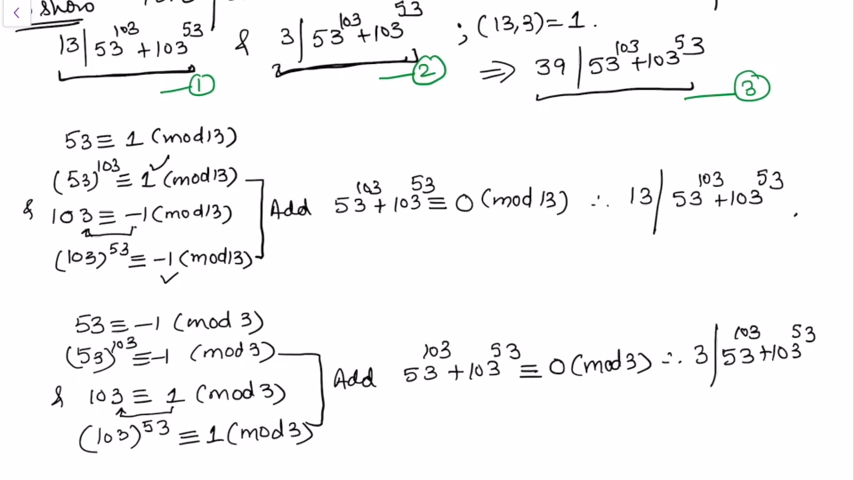 show
13 | 53^103 + 103^53 & 3 | 53^103 + 103^53 ; (13,3) = 1.
① ② ⇒ 39 | 53^103 + 103^53
③
53 ≡ 1 (mod 13)
(53)^103 ≡ 1 (mod 13)
& 103 ≡ -1 (mod 13) Add 53^103 + 103^53 ≡ 0 (mod 13) ∴ 13 | 53^103 + 103^53 .
(103)^53 ≡ -1 (mod 13)
53 ≡ -1 (mod 3)
(53)^103 ≡ -1 (mod 3)
& 103 ≡ 1 (mod 3) Add 53^103 + 103^53 ≡ 0 (mod 3) ∴ 3 | 53^103 + 103^53
(103)^53 ≡ 1 (mod 3)